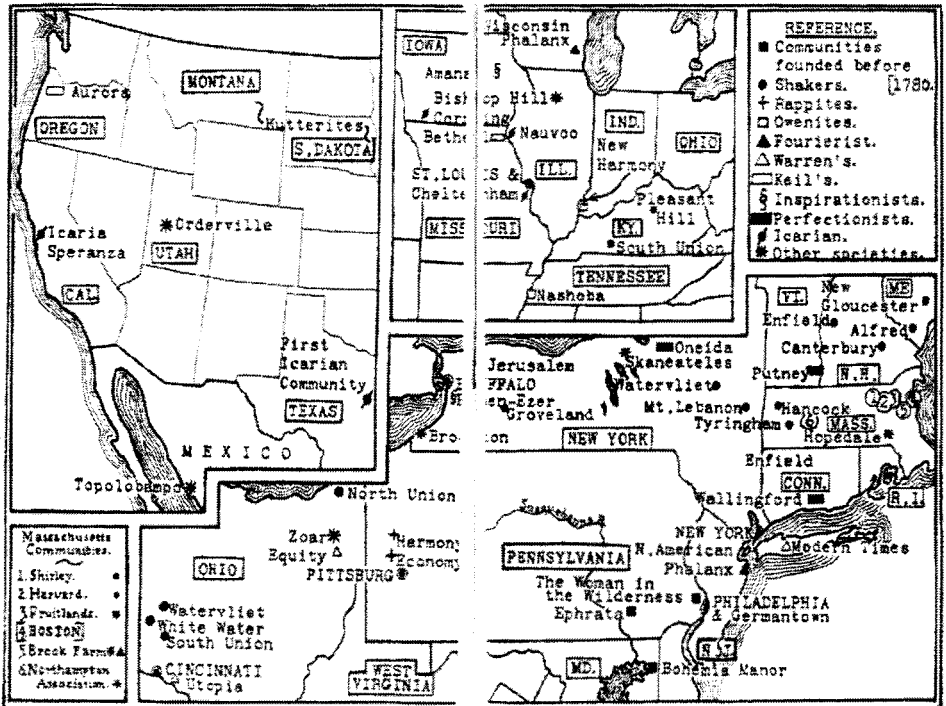 MONTANA
Aurora
OREGON
Hutterites
S.DAKOTA
Icaria
Speranza
Orderville
UTAH
CAL.
First
Icarian
Community
TEXAS
MEXICO
Topolobampo
IOWA
Wisconsin
Phalanx
Amana
Bishop Hill
Bethel
Nauvoo
IND.
New
Harmony
OHIO
ILL.
ST.LOUIS &
Pleasant
Hill
KY.
South Union
TENNESSEE
Nashoba
REFERENCE.
Communities
founded before
1780.
Shakers.
Rappites.
Owenites.
Fourierist.
Warren's.
Keil's.
Inspirationists.
Perfectionists.
Icarian.
Other societies.
VT.
New
Gloucester
ME
Enfield
Alfred
Canterbury
Putney
N.H.
Oneida
Skaneateles
Jerusalem
Watervliet
Groveland
Mt.Lebanon
Hancock
Tyringham
MASS.
Hopedale
NEW YORK
Enfield
CONN.
R.I.
Wallingford
North Union
Zoar
Equity
Harmony
Economy
OHIO
PITTSBURG
PENNSYLVANIA
NEW YORK
N.American
Phalanx
Modern Times
The Woman in
the Wilderness
Ephrata
PHILADELPHIA
& Germantown
N.J.
MD.
Bohemia Manor
Watervliet
White Water
South Union
CINCINNATI
Utopia
WEST
VIRGINIA
Massachusetts
Communities.
1.Shirley.
2.Harvard.
3.Fruitlands.
4.BOSTON
5.Brook Farm
6.Northampton
Association.